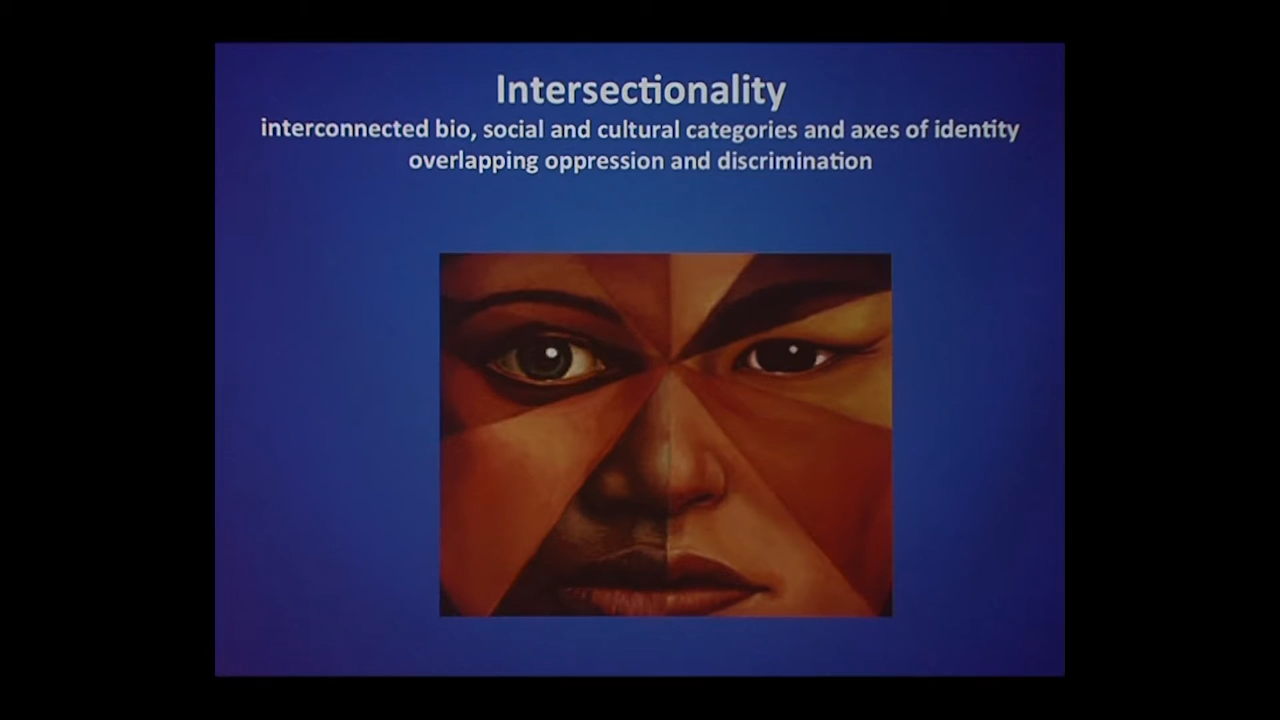 Intersectionality
interconnected bio, social and cultural categories and axes of identity
overlapping oppression and discrimination